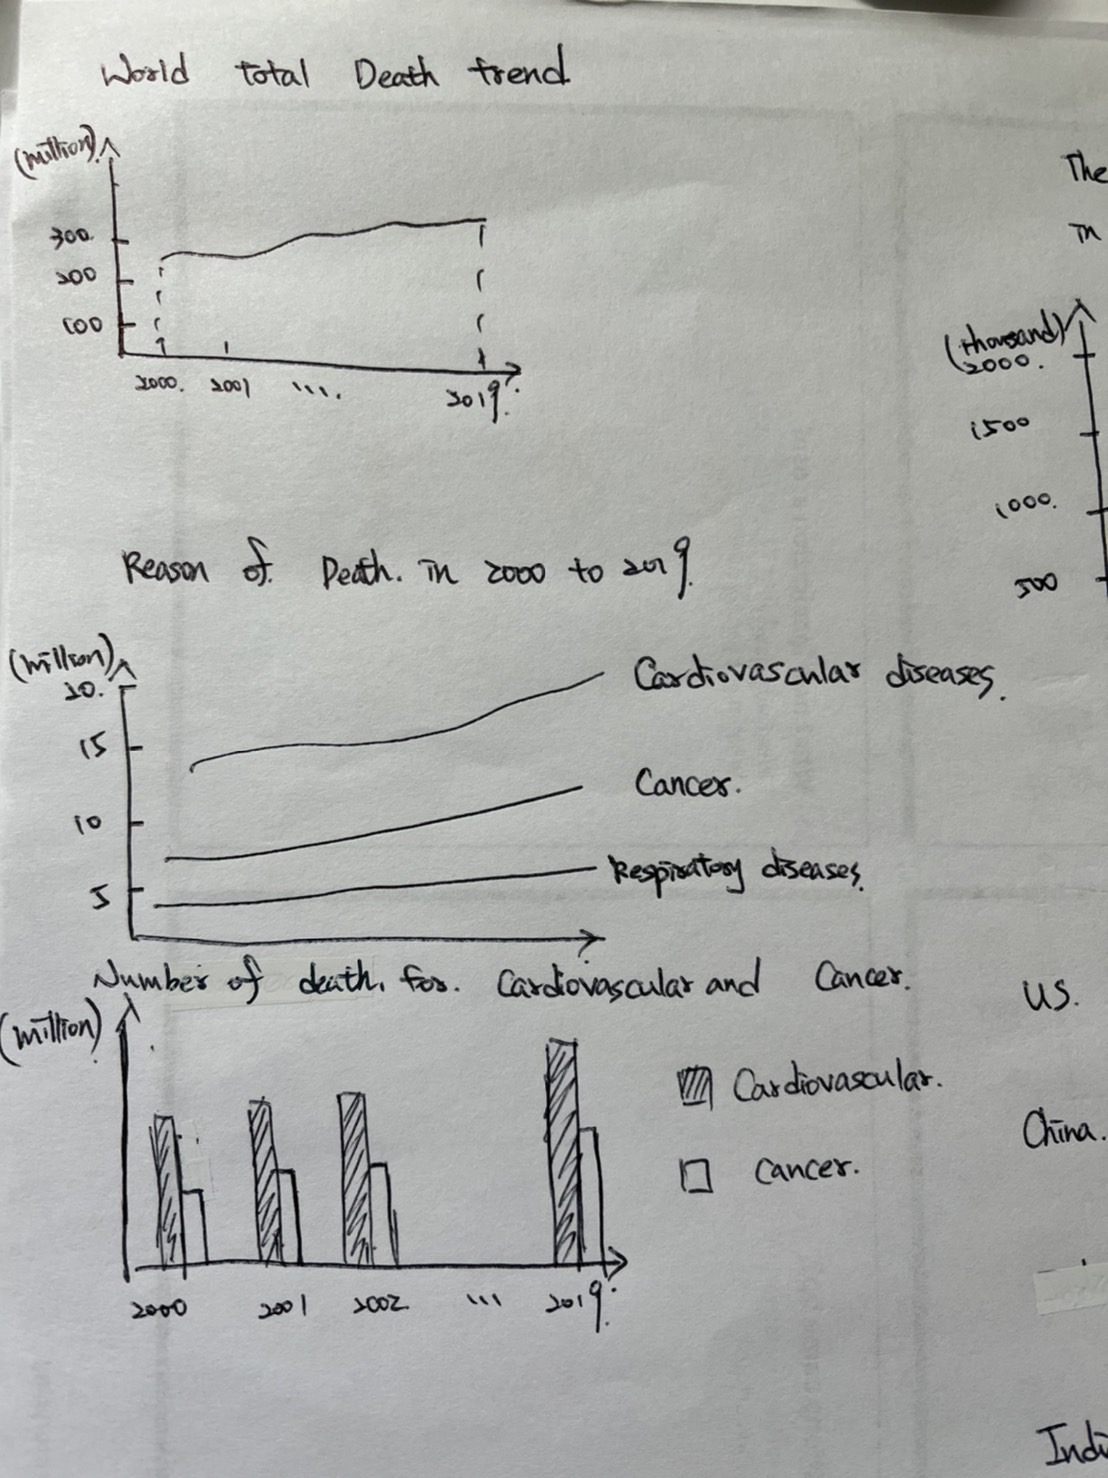 World total Death trend
(million)
300
200
100
2000. 2001 .... 2019.
Reason of. Death. in 2000 to 2019.
(million)
20.
15
10
5
Cardiovascular diseases.
Cancer.
Respiratory diseases.
Number of death. for. Cardiovascular and Cancer.
(million)
Cardiovascular.
cancer.
2000 2001 2002 ... 2019.
The
in
(thousand)
2000.
1500
1000.
500
US.
China.
Indi